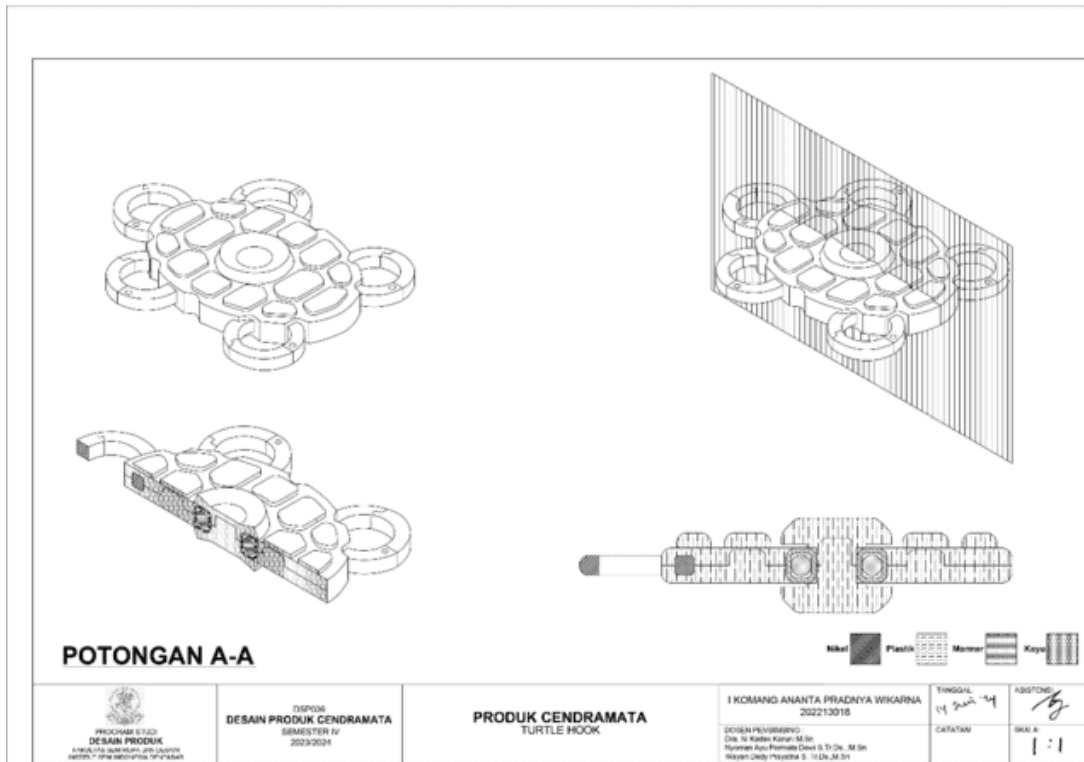 POTONGAN A-A
Nikel Plastik Marmer Kayu
PROGRAM STUDI
DESAIN PRODUK
DSP036
DESAIN PRODUK CENDRAMATA
SEMESTER IV
2023/2024
PRODUK CENDRAMATA
TURTLE HOOK
I KOMANG ANANTA PRADNYA WIKARNA
202213018
DOSEN PEMBIMBING :
TANGGAL
ASISTENSI
CATATAN
SKALA
1 : 1